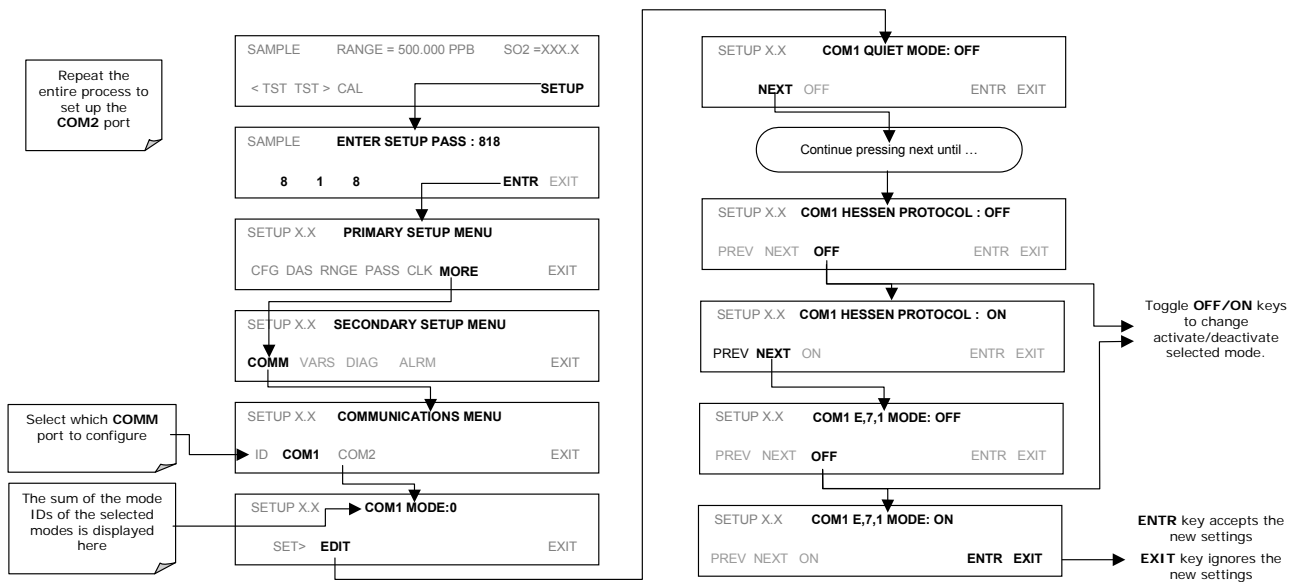 Repeat the
entire process to
set up the
COM2 port
SAMPLE RANGE = 500.000 PPB SO2 =XXX.X
< TST TST > CAL SETUP
SAMPLE ENTER SETUP PASS : 818
8 1 8 ENTR EXIT
SETUP X.X PRIMARY SETUP MENU
CFG DAS RNGE PASS CLK MORE EXIT
SETUP X.X SECONDARY SETUP MENU
COMM VARS DIAG ALRM EXIT
Select which COMM
port to configure
SETUP X.X COMMUNICATIONS MENU
ID COM1 COM2 EXIT
The sum of the mode
IDs of the selected
modes is displayed
here
SETUP X.X COM1 MODE:0
SET> EDIT EXIT
SETUP X.X COM1 QUIET MODE: OFF
NEXT OFF ENTR EXIT
Continue pressing next until …
SETUP X.X COM1 HESSEN PROTOCOL : OFF
PREV NEXT OFF ENTR EXIT
SETUP X.X COM1 HESSEN PROTOCOL : ON
PREV NEXT ON ENTR EXIT
Toggle OFF/ON keys
to change
activate/deactivate
selected mode.
SETUP X.X COM1 E,7,1 MODE: OFF
PREV NEXT OFF ENTR EXIT
SETUP X.X COM1 E,7,1 MODE: ON
PREV NEXT ON ENTR EXIT
ENTR key accepts the
new settings
EXIT key ignores the
new settings